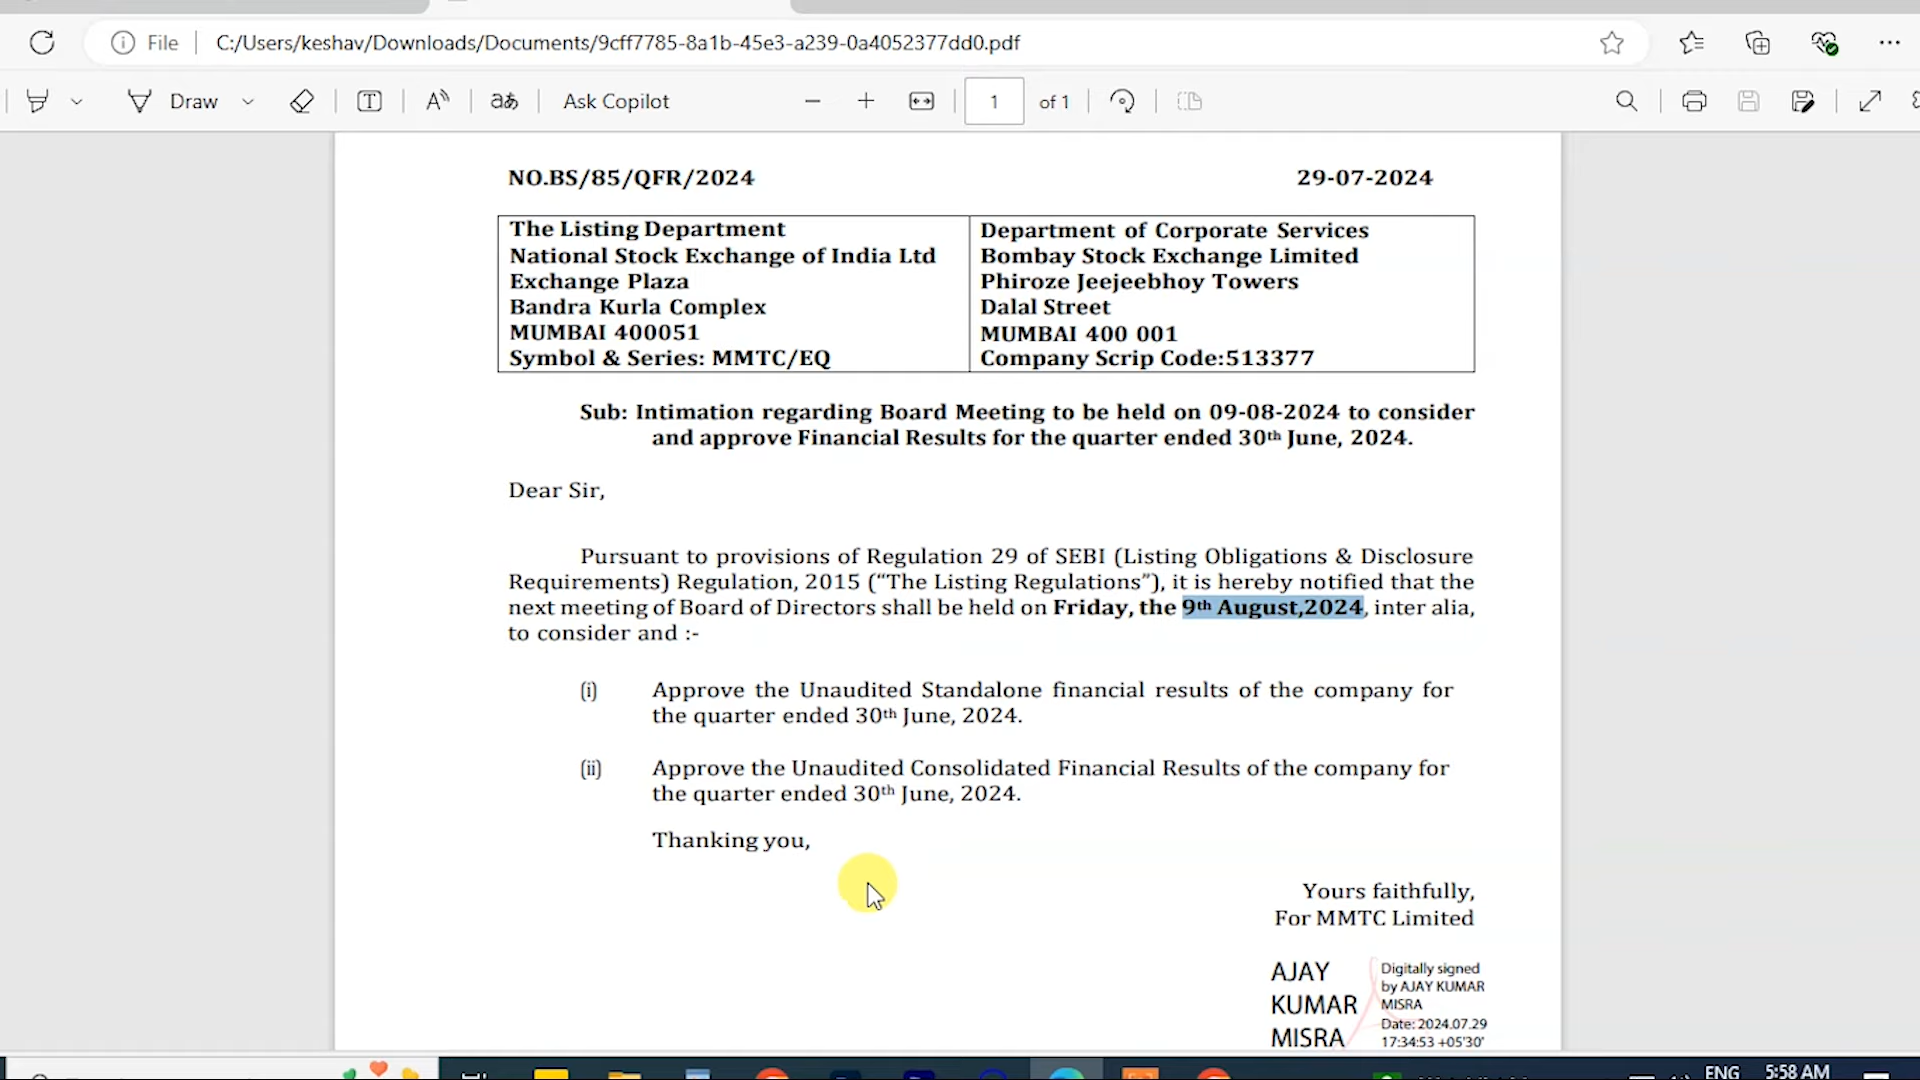 File C:/Users/keshav/Downloads/Documents/9cff7785-8a1b-45e3-a239-0a4052377dd0.pdf
Draw T A aあ Ask Copilot 1 of 1
NO.BS/85/QFR/2024 29-07-2024
The Listing Department
National Stock Exchange of India Ltd
Exchange Plaza
Bandra Kurla Complex
MUMBAI 400051
Symbol & Series: MMTC/EQ
Department of Corporate Services
Bombay Stock Exchange Limited
Phiroze Jeejeebhoy Towers
Dalal Street
MUMBAI 400 001
Company Scrip Code:513377
Sub: Intimation regarding Board Meeting to be held on 09-08-2024 to consider
and approve Financial Results for the quarter ended 30th June, 2024.
Dear Sir,
Pursuant to provisions of Regulation 29 of SEBI (Listing Obligations & Disclosure
Requirements) Regulation, 2015 (“The Listing Regulations”), it is hereby notified that the
next meeting of Board of Directors shall be held on Friday, the 9th August,2024, inter alia,
to consider and :-
(i) Approve the Unaudited Standalone financial results of the company for
the quarter ended 30th June, 2024.
(ii) Approve the Unaudited Consolidated Financial Results of the company for
the quarter ended 30th June, 2024.
Thanking you,
Yours faithfully,
For MMTC Limited
AJAY
KUMAR
MISRA
Digitally signed
by AJAY KUMAR
MISRA
Date: 2024.07.29
17:34:53 +05'30'
ENG 5:58 AM